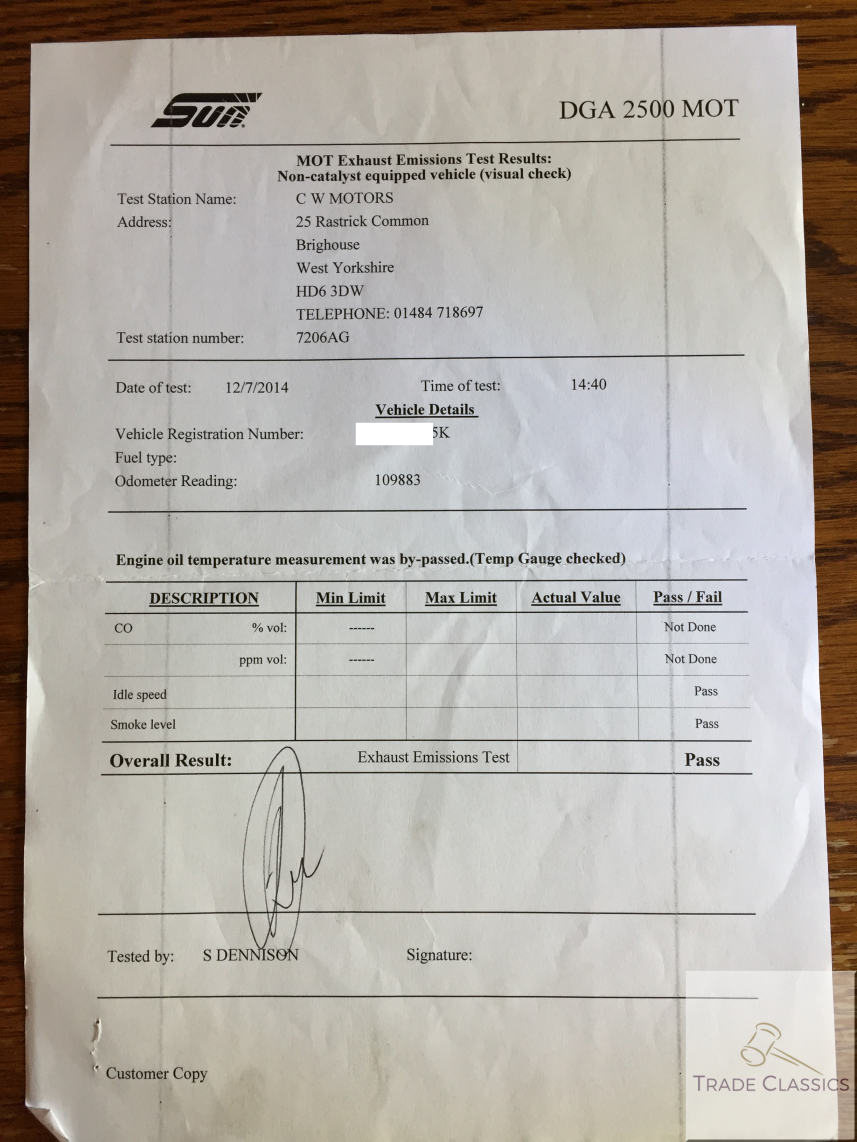 Sun
DGA 2500 MOT
MOT Exhaust Emissions Test Results:
Non-catalyst equipped vehicle (visual check)
Test Station Name: C W MOTORS
Address: 25 Rastrick Common
Brighouse
West Yorkshire
HD6 3DW
TELEPHONE: 01484 718697
Test station number: 7206AG
Date of test: 12/7/2014 Time of test: 14:40
Vehicle Details
Vehicle Registration Number: 5K
Fuel type:
Odometer Reading: 109883
Engine oil temperature measurement was by-passed.(Temp Gauge checked)
DESCRIPTION Min Limit Max Limit Actual Value Pass / Fail
CO % vol: ------ Not Done
ppm vol: ------ Not Done
Idle speed Pass
Smoke level Pass
Overall Result: Exhaust Emissions Test Pass
Tested by: S DENNISON Signature:
Customer Copy
TRADE CLASSICS